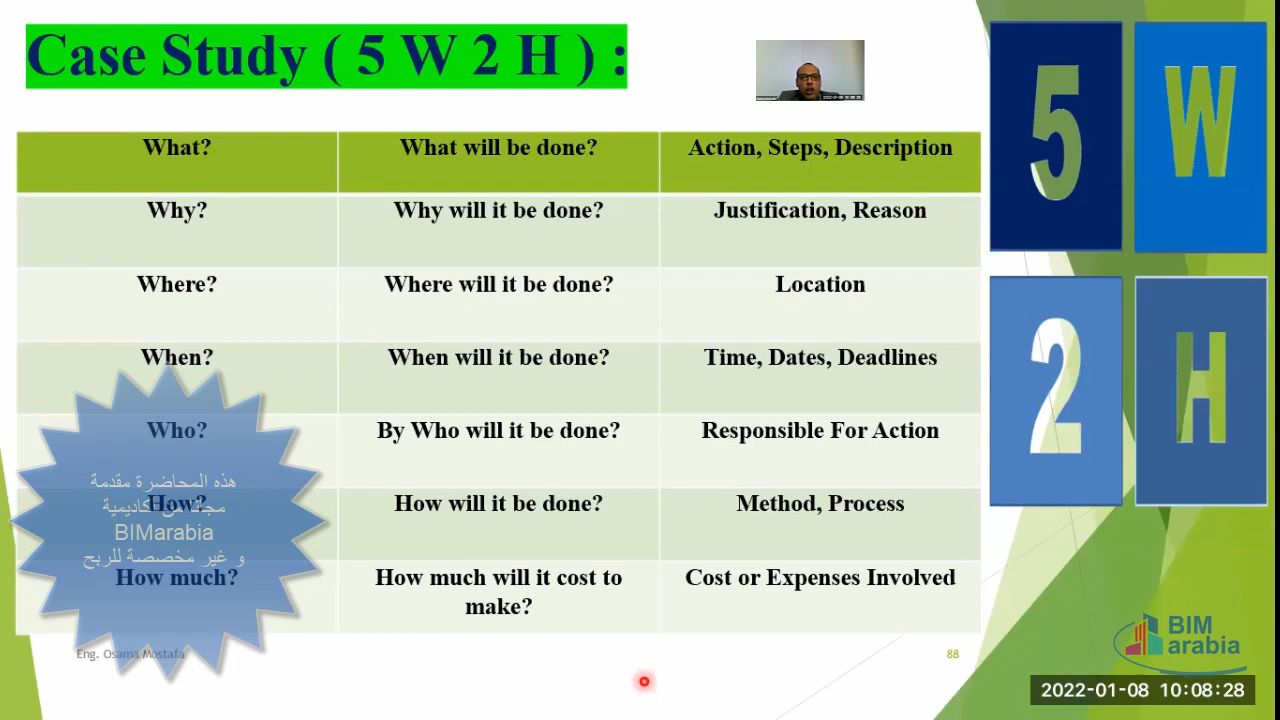 Case Study ( 5 W 2 H ) :
What? What will be done? Action, Steps, Description
Why? Why will it be done? Justification, Reason
Where? Where will it be done? Location
When? When will it be done? Time, Dates, Deadlines
Who? By Who will it be done? Responsible For Action
How? How will it be done? Method, Process
How much? How much will it cost to make? Cost or Expenses Involved
هذه المحاضرة مقدمة
مجانا من اكاديمية
BIMarabia
و غير مخصصة للربح
5 W
2 H
Eng. Osama Mostafa
88
BIM
arabia
2022-01-08 10:08:28